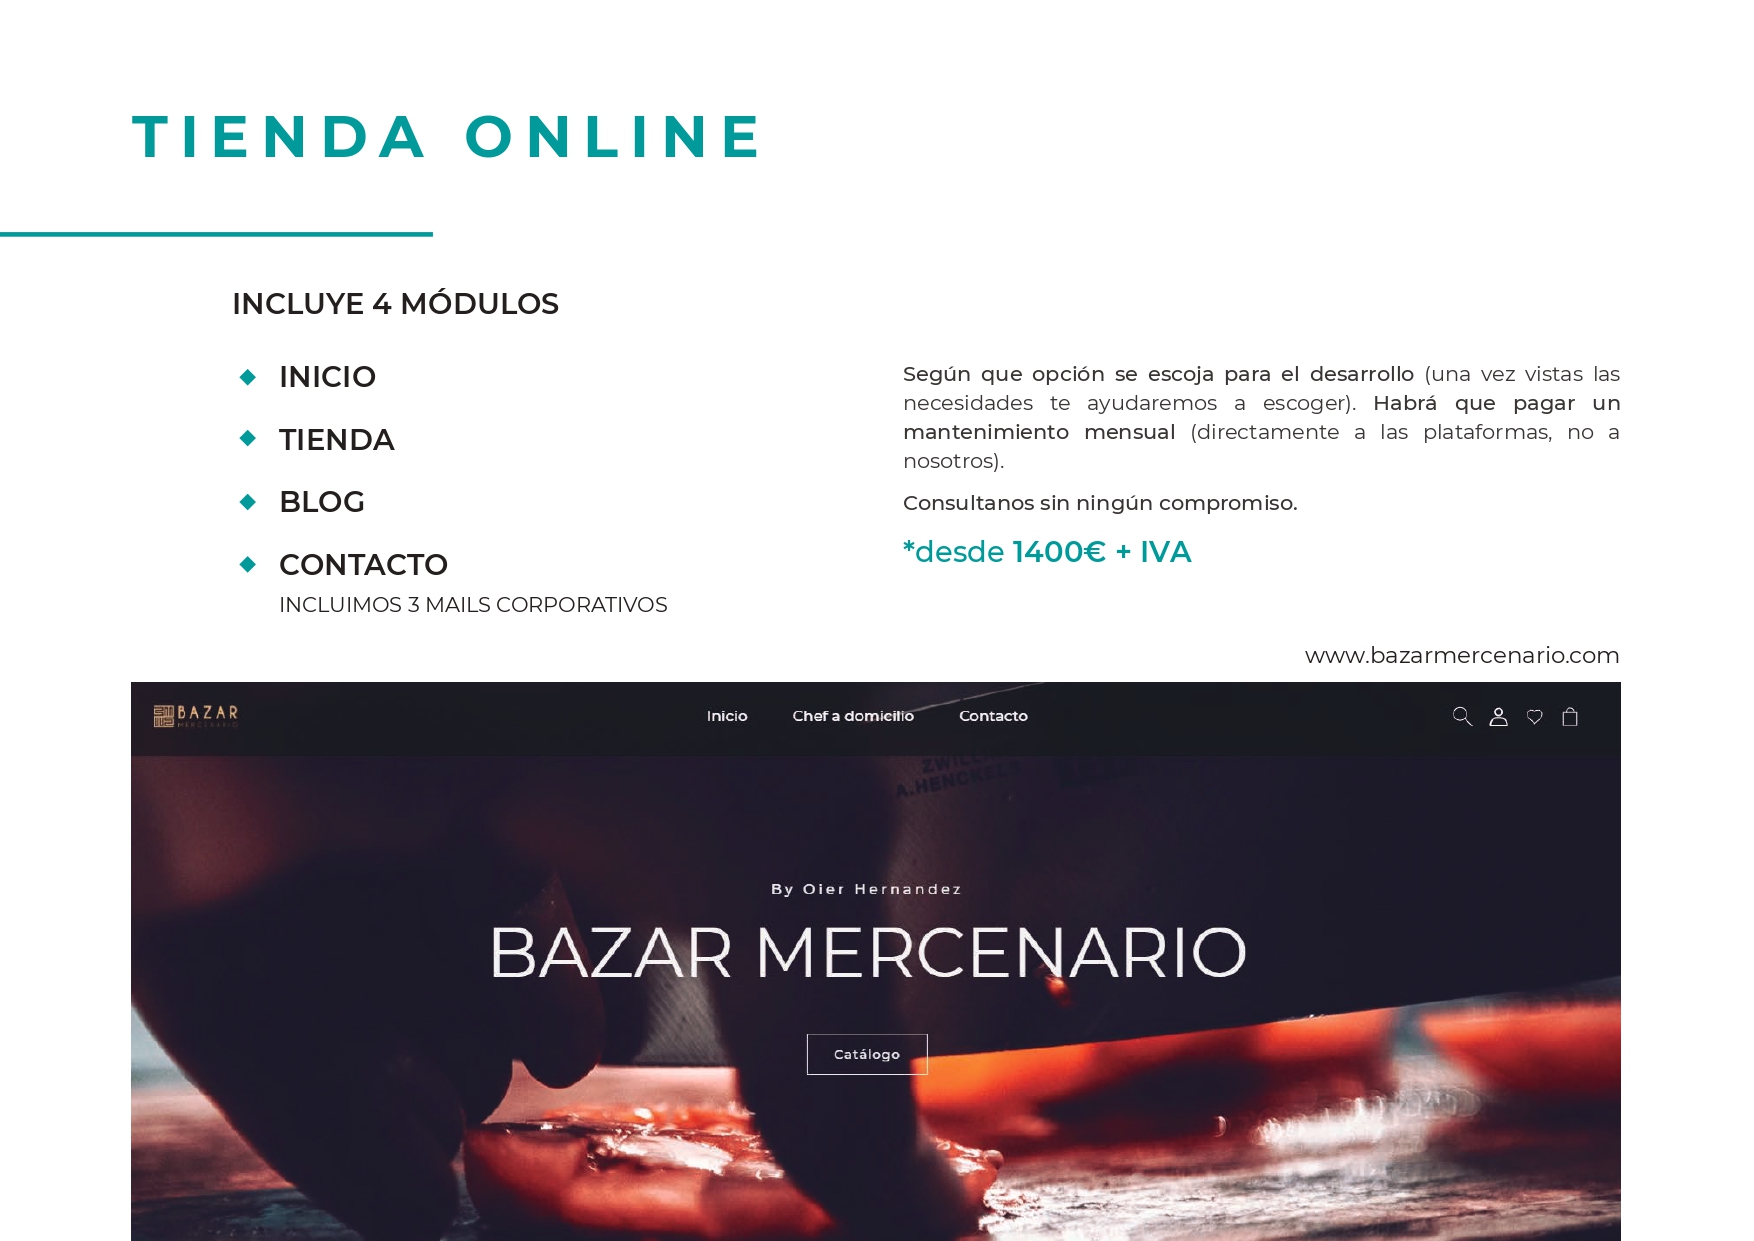 TIENDA ONLINE
INCLUYE 4 MÓDULOS
INICIO
TIENDA
BLOG
CONTACTO
INCLUIMOS 3 MAILS CORPORATIVOS
Según que opción se escoja para el desarrollo (una vez vistas las
necesidades te ayudaremos a escoger). Habrá que pagar un
mantenimiento mensual (directamente a las plataformas, no a
nosotros).
Consultanos sin ningún compromiso.
*desde 1400€ + IVA
www.bazarmercenario.com
BAZAR
MERCENARIO
Inicio Chef a domicilio Contacto
A.HENCKELS
By Oier Hernandez
BAZAR MERCENARIO
Catálogo